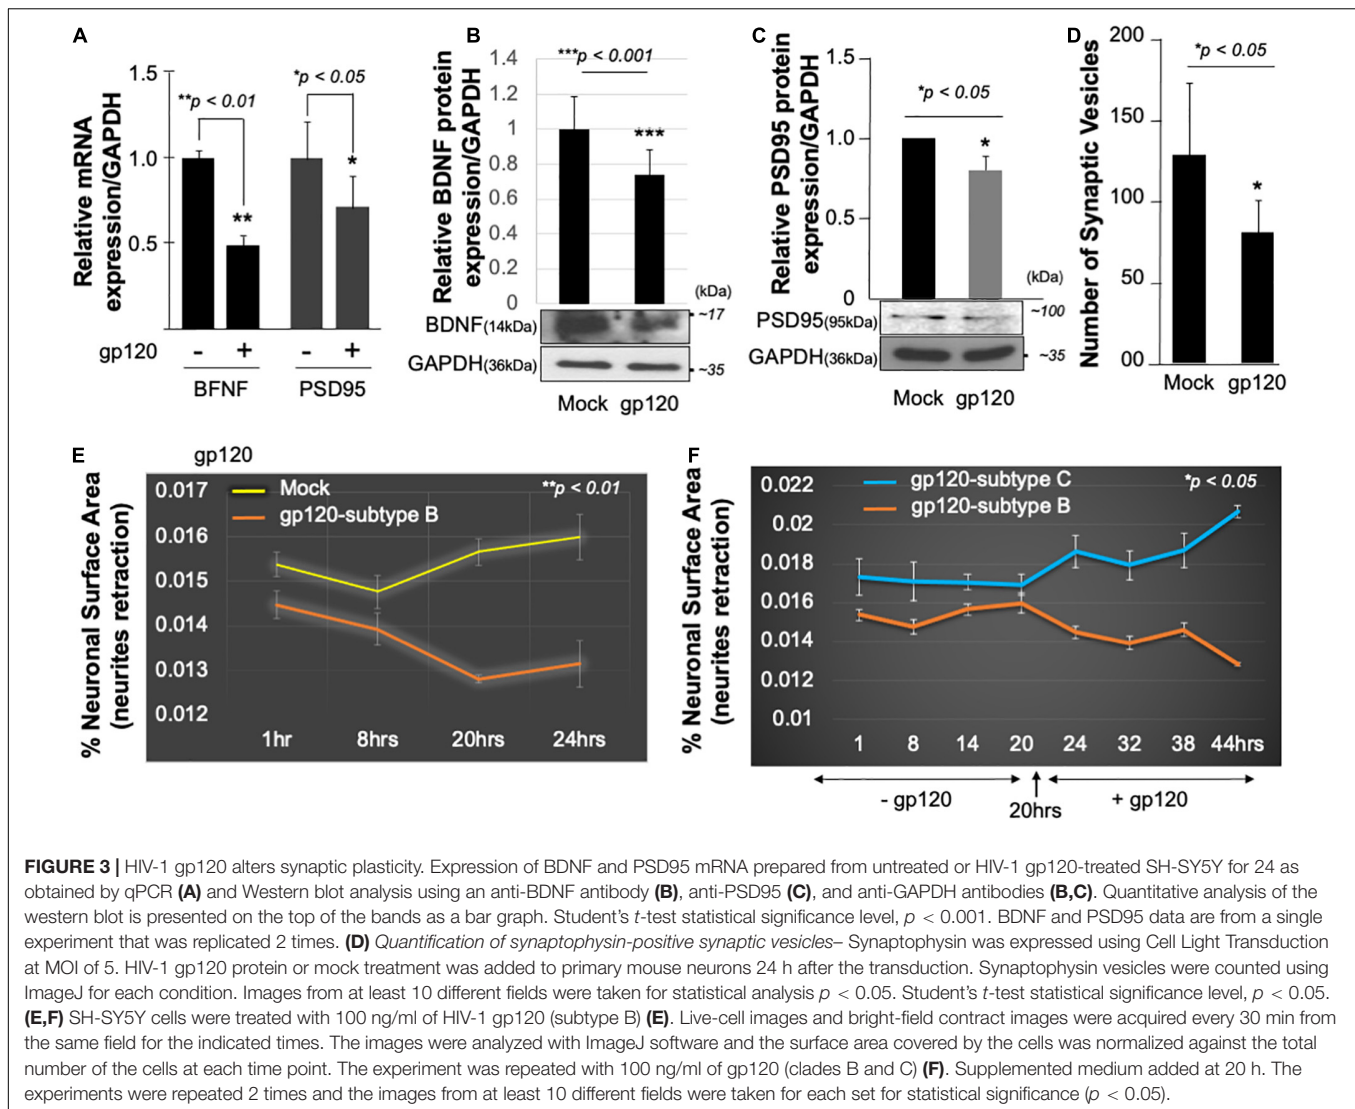 A
Relative mRNA
expression/GAPDH
1.5
1.0
0.5
**p < 0.01
*p < 0.05
**
*
gp120
- + - +
BFNF PSD95
B
Relative BDNF protein
expression/GAPDH
1.4
1.2
1
0.8
0.6
0.4
0.2
0
***p < 0.001
***
(kDa)
BDNF(14kDa)
~17
GAPDH(36kDa)
~35
Mock gp120
C
Relative PSD95 protein
expression/GAPDH
1.5
1.0
0.5
0
*p < 0.05
*
(kDa)
PSD95(95kDa)
~100
GAPDH(36kDa)
~35
Mock gp120
D
Number of Synaptic Vesicles
200
150
100
50
00
*p < 0.05
*
Mock gp120
E
gp120
% Neuronal Surface Area
(neurites retraction)
0.017
0.016
0.015
0.014
0.013
0.012
Mock
gp120-subtype B
**p < 0.01
1hr 8hrs 20hrs 24hrs
F
% Neuronal Surface Area
(neurites retraction)
0.022
0.02
0.018
0.016
0.014
0.012
0.01
gp120-subtype C
gp120-subtype B
*p < 0.05
1 8 14 20 24 32 38 44hrs
- gp120
20hrs
+ gp120
FIGURE 3 | HIV-1 gp120 alters synaptic plasticity. Expression of BDNF and PSD95 mRNA prepared from untreated or HIV-1 gp120-treated SH-SY5Y for 24 as
obtained by qPCR (A) and Western blot analysis using an anti-BDNF antibody (B), anti-PSD95 (C), and anti-GAPDH antibodies (B,C). Quantitative analysis of the
western blot is presented on the top of the bands as a bar graph. Student's t-test statistical significance level, p < 0.001. BDNF and PSD95 data are from a single
experiment that was replicated 2 times. (D) Quantification of synaptophysin-positive synaptic vesicles– Synaptophysin was expressed using Cell Light Transduction
at MOI of 5. HIV-1 gp120 protein or mock treatment was added to primary mouse neurons 24 h after the transduction. Synaptophysin vesicles were counted using
ImageJ for each condition. Images from at least 10 different fields were taken for statistical analysis p < 0.05. Student's t-test statistical significance level, p < 0.05.
(E,F) SH-SY5Y cells were treated with 100 ng/ml of HIV-1 gp120 (subtype B) (E). Live-cell images and bright-field contract images were acquired every 30 min from
the same field for the indicated times. The images were analyzed with ImageJ software and the surface area covered by the cells was normalized against the total
number of the cells at each time point. The experiment was repeated with 100 ng/ml of gp120 (clades B and C) (F). Supplemented medium added at 20 h. The
experiments were repeated 2 times and the images from at least 10 different fields were taken for each set for statistical significance (p < 0.05).